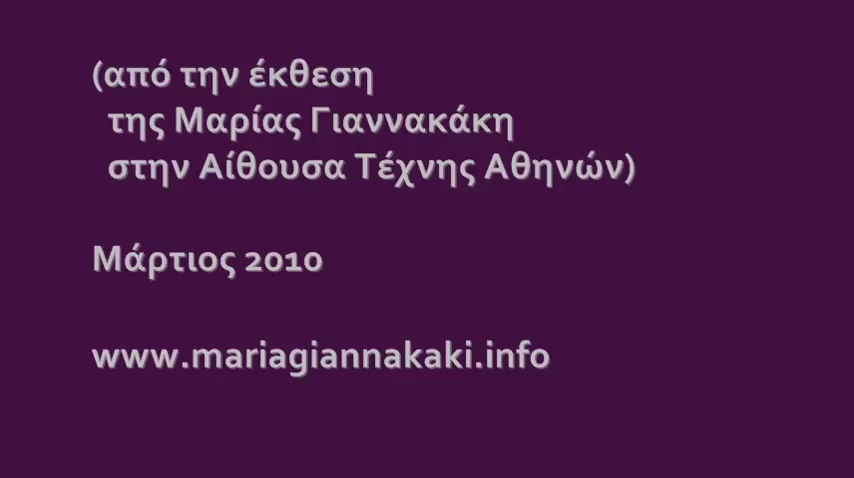 (από την έκθεση
της Μαρίας Γιαννακάκη
στην Αίθουσα Τέχνης Αθηνών)
Μάρτιος 2010
www.mariagiannakaki.info